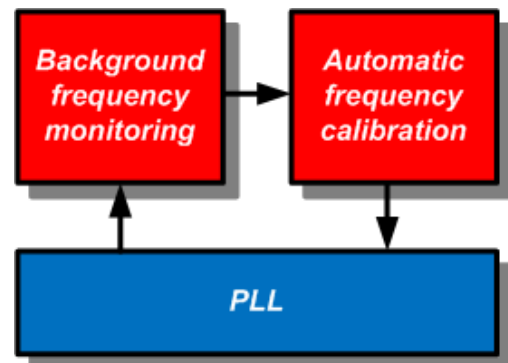 Background
frequency
monitoring
Automatic
frequency
calibration
PLL